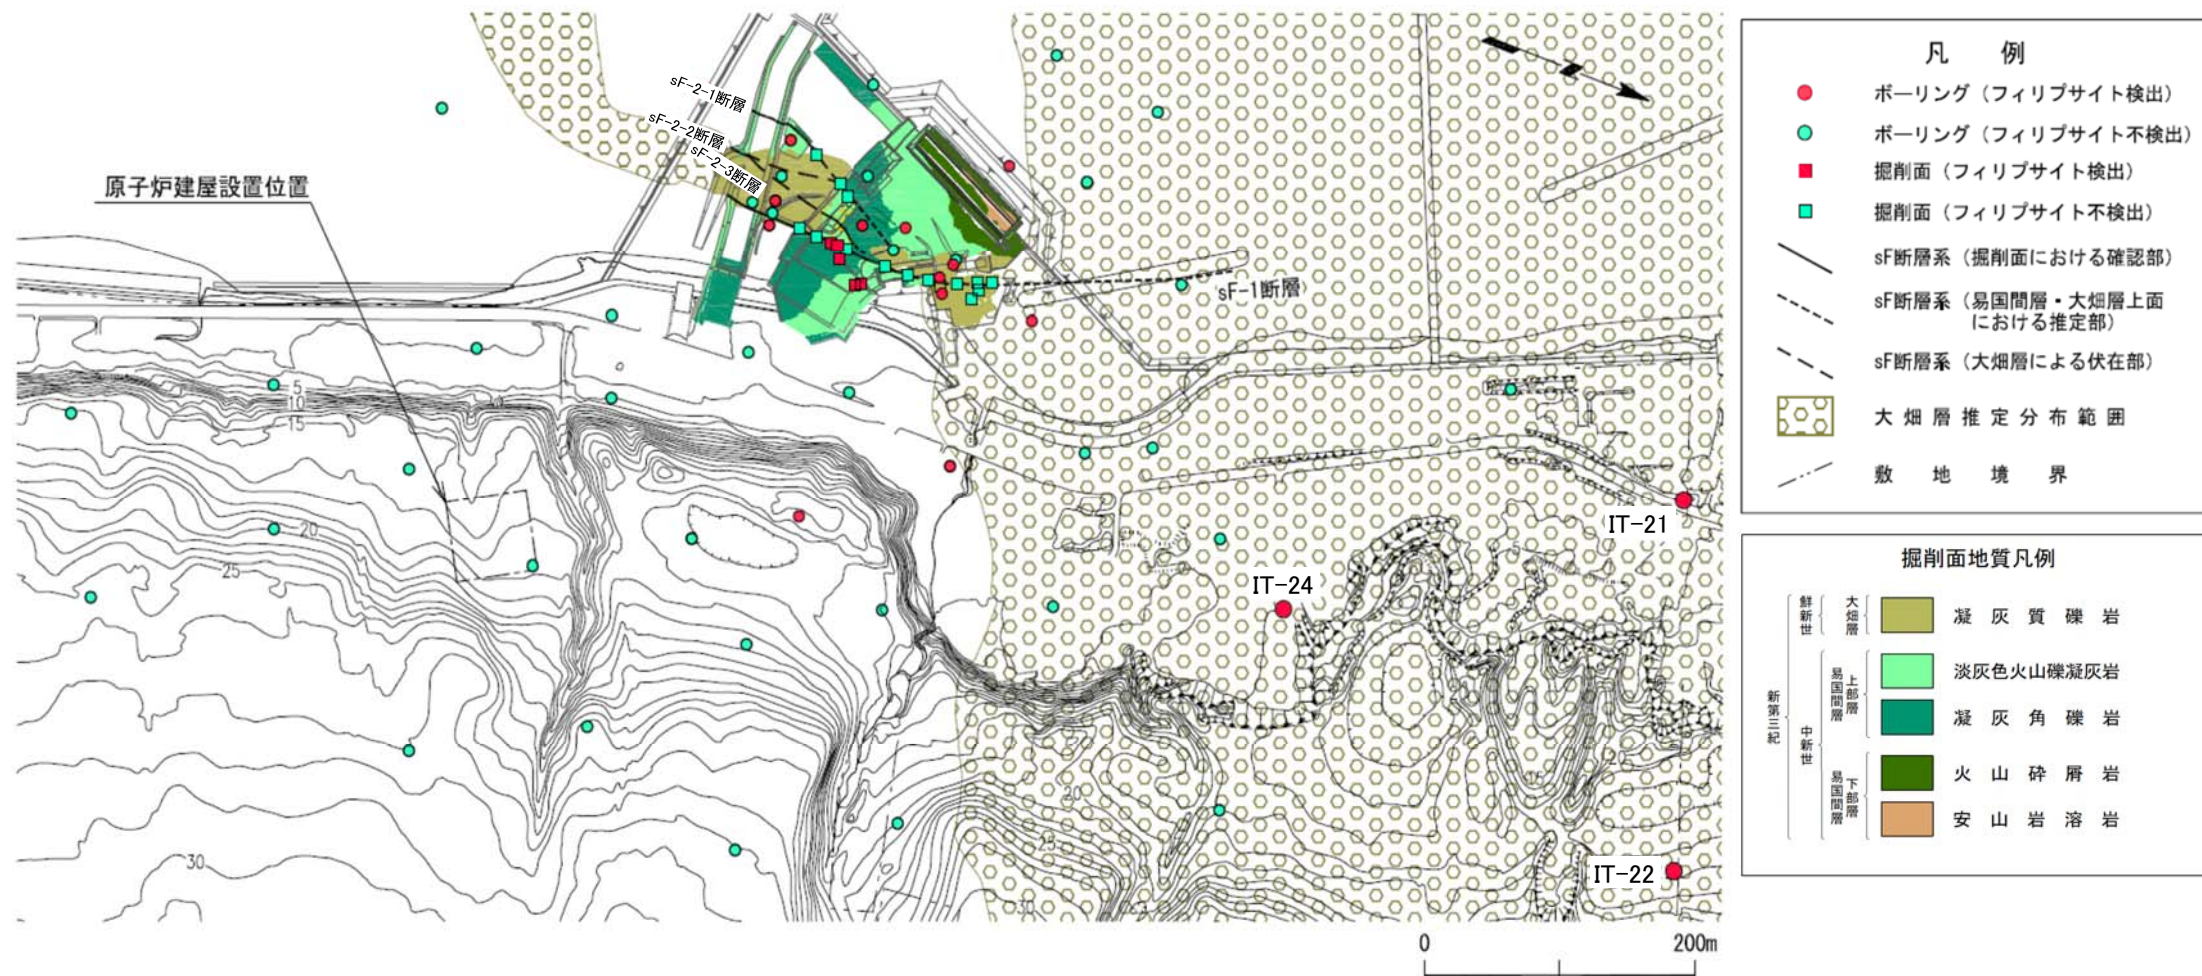 sF-2-1断層
sF-2-2断層
sF-2-3断層
原子炉建屋設置位置
sF-1断層
5
10
15
20
25
30
IT-21
IT-24
IT-22
15
20
25
30
0 200m
凡 例
ボーリング（フィリプサイト検出）
ボーリング（フィリプサイト不検出）
掘削面（フィリプサイト検出）
掘削面（フィリプサイト不検出）
sF断層系（掘削面における確認部）
sF断層系（易国間層・大畑層上面
における推定部）
sF断層系（大畑層による伏在部）
大畑層推定分布範囲
敷地境界
掘削面地質凡例
新第三紀
鮮新世
大畑層
凝灰質礫岩
中新世
易国間層
上部層
淡灰色火山礫凝灰岩
凝灰角礫岩
易国間層
下部層
火山砕屑岩
安山岩溶岩